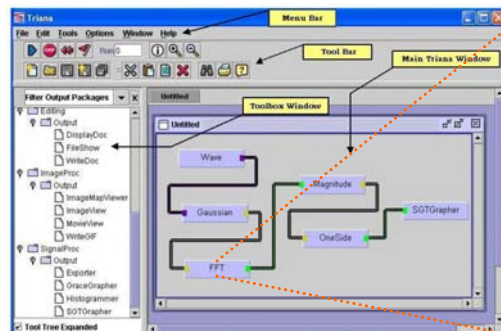 Triana
File Edit Tools Options Window Help
Menu Bar
Run 0
Tool Bar
Main Triana Window
Filter Output Packages
Untitled
Editing
Toolbox Window
Output
DisplayDoc
FileShow
WriteDoc
ImageProc
Output
ImageMapViewer
ImageView
MovieView
WriteGIF
SignalProc
Output
Exporter
GraceGrapher
Histogrammer
SGTGrapher
Tool Tree Expanded
Untitled
Wave
Gaussian
FFT
Magnitude
OneSide
SGTGrapher